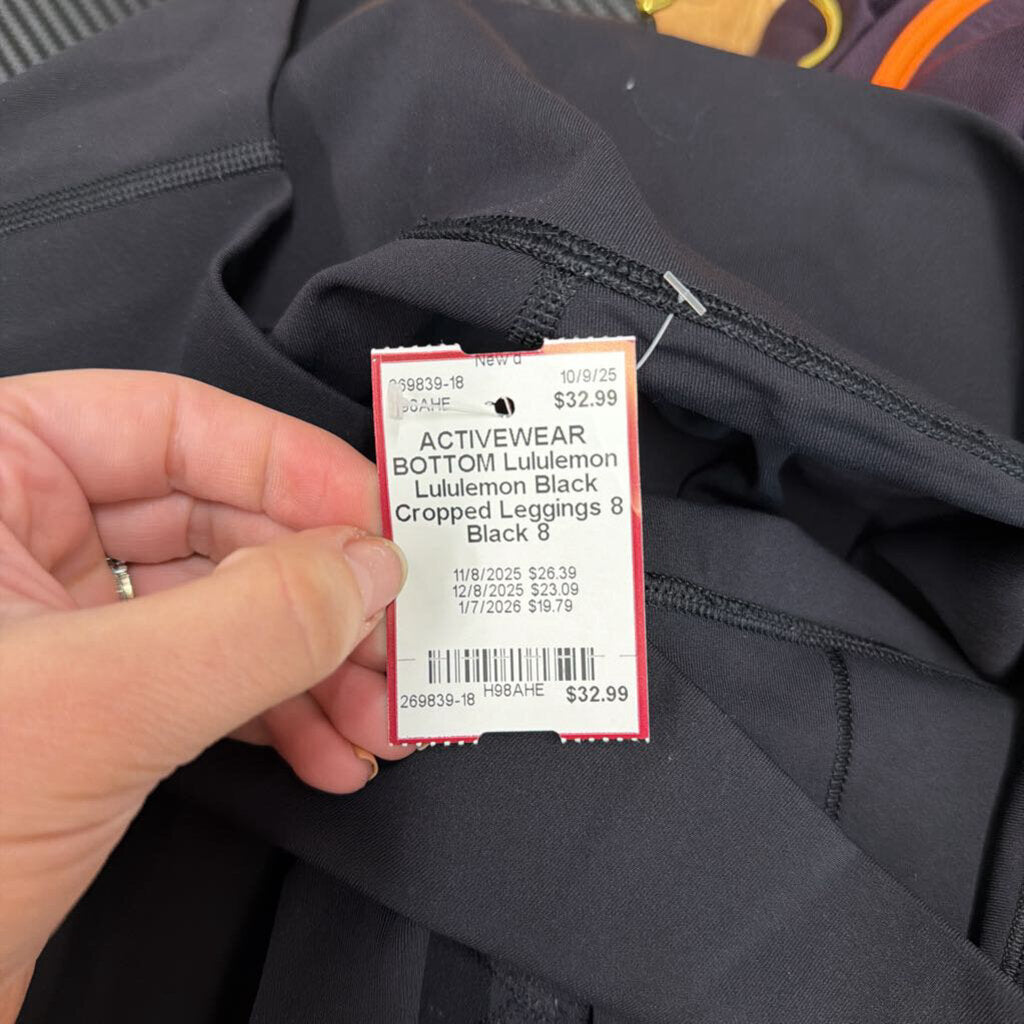 New'd
269839-18 10/9/25
H98AHE $32.99
ACTIVEWEAR
BOTTOM Lululemon
Lululemon Black
Cropped Leggings 8
Black 8
11/8/2025 $26.39
12/8/2025 $23.09
1/7/2026 $19.79
269839-18 H98AHE $32.99